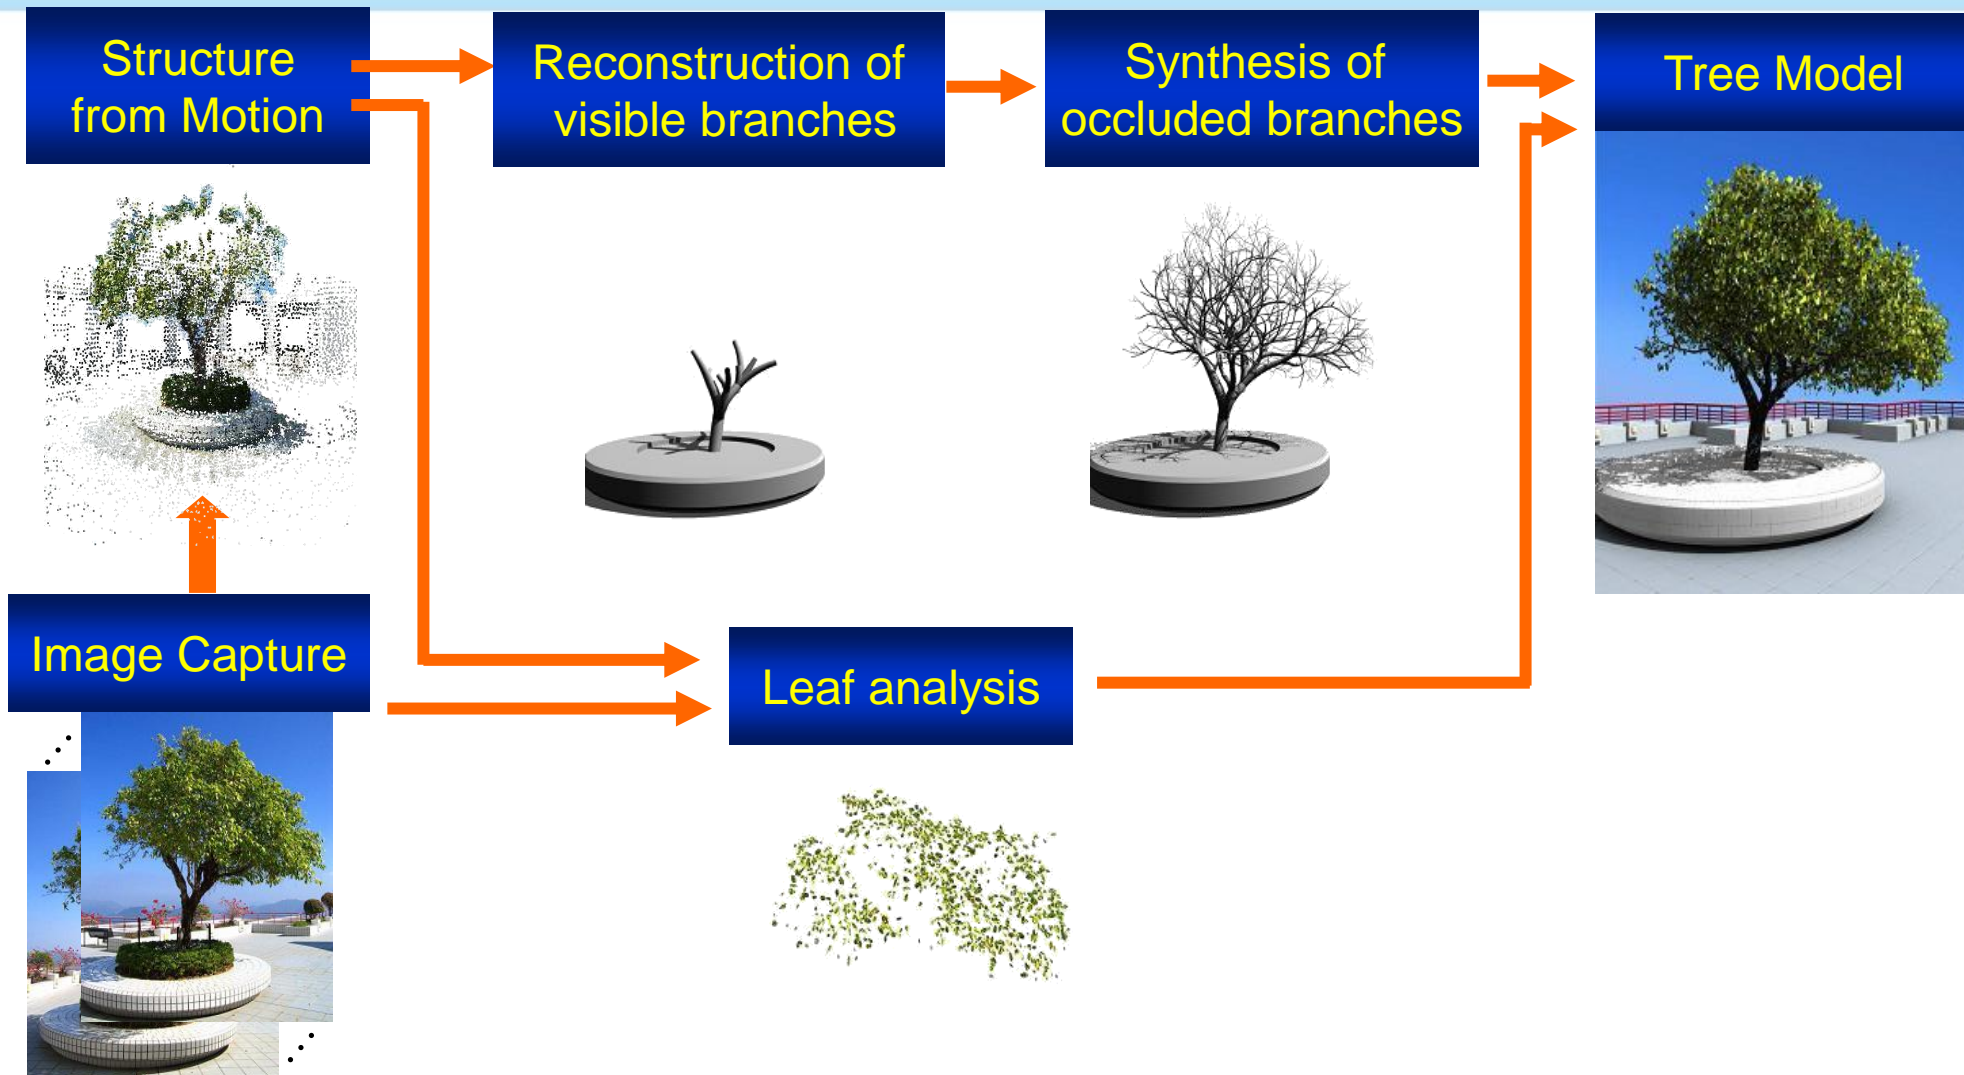 Structure
from Motion
Reconstruction of
visible branches
Synthesis of
occluded branches
Tree Model
Image Capture
Leaf analysis